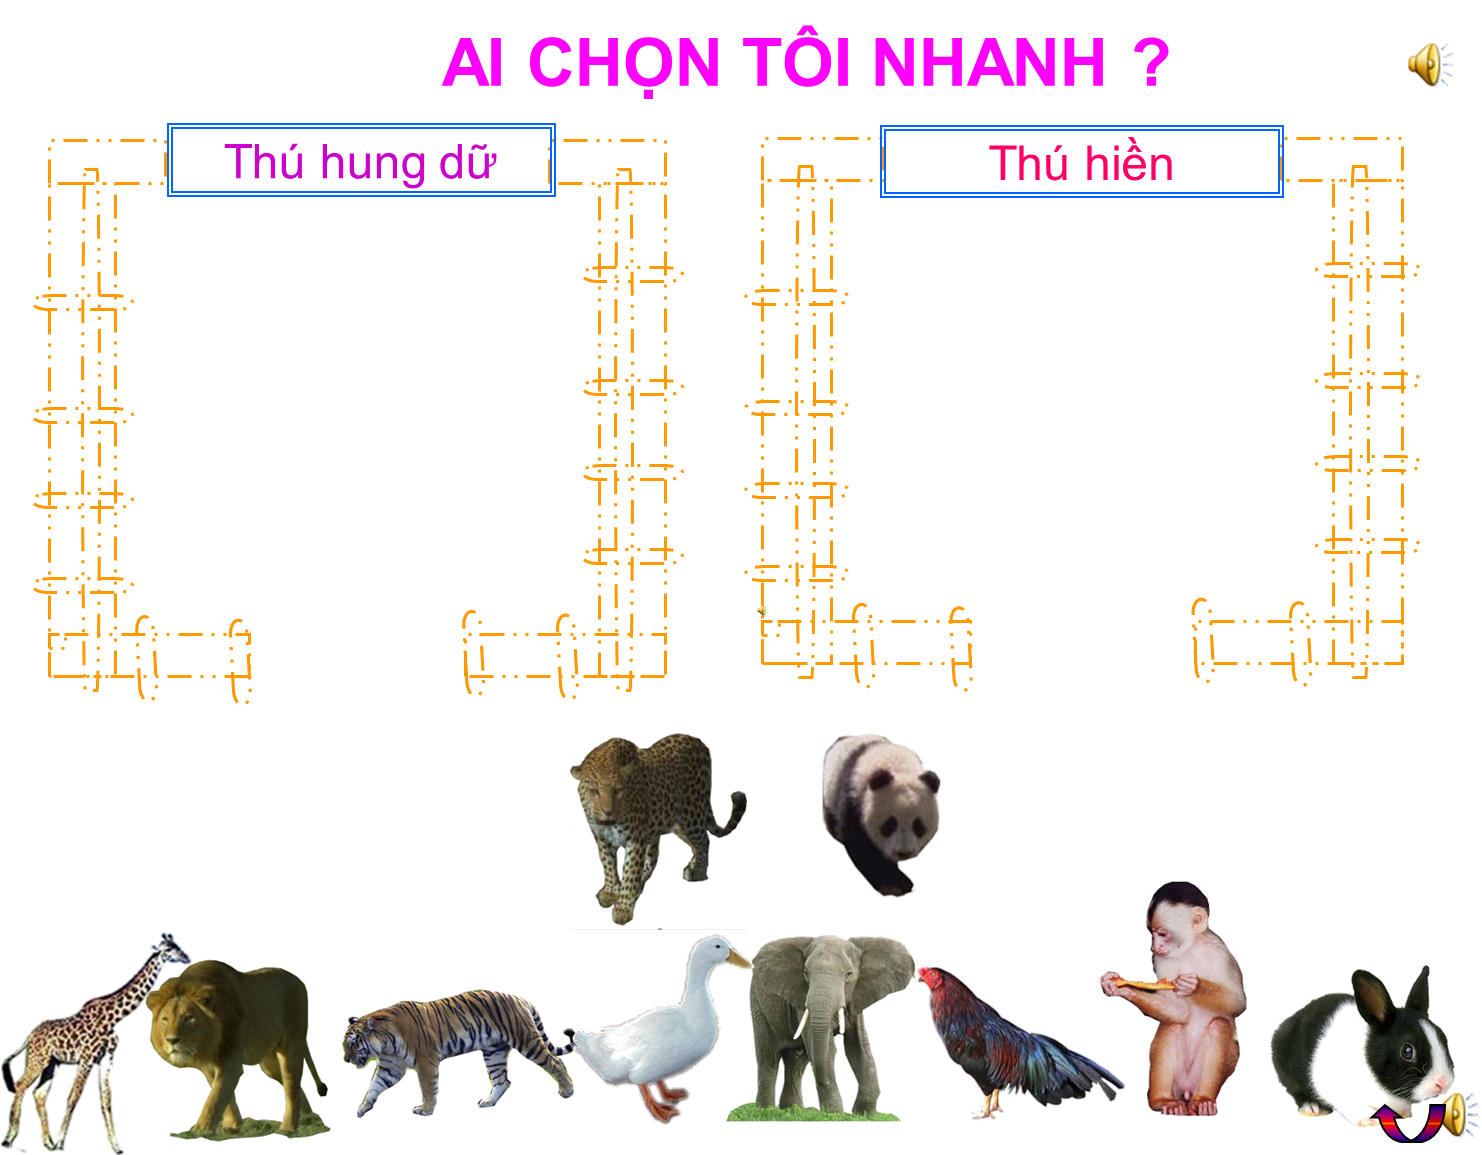 AI CHỌN TÔI NHANH ?
Thú hung dữ
Thú hiền